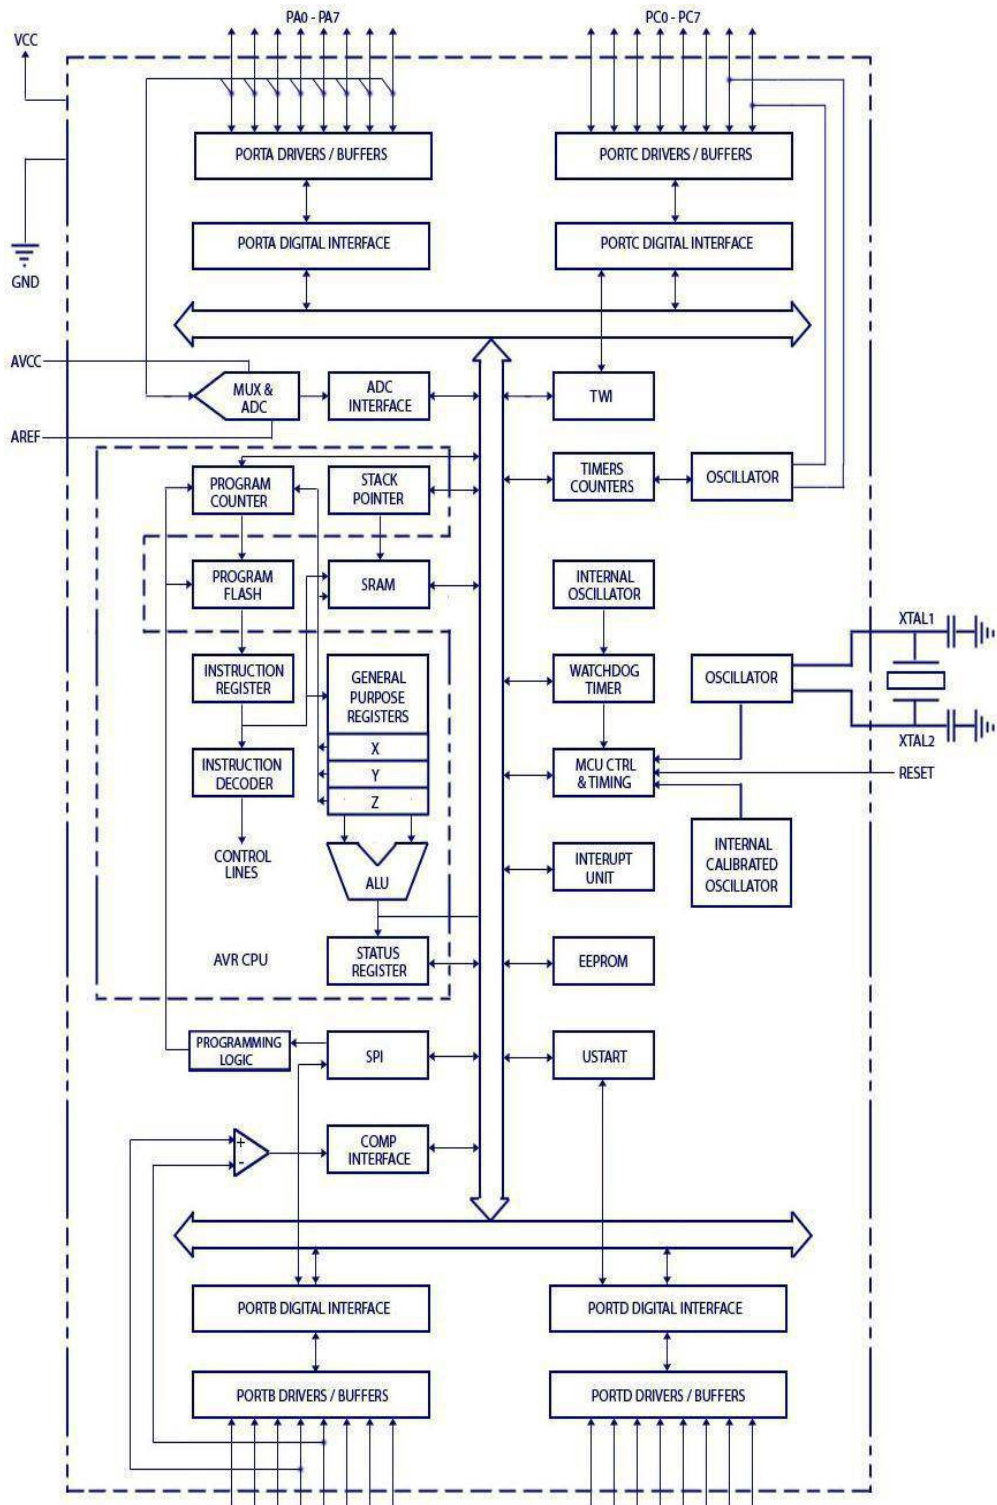 PA0 - PA7
PC0 - PC7
VCC
PORTA DRIVERS / BUFFERS
PORTC DRIVERS / BUFFERS
PORTA DIGITAL INTERFACE
PORTC DIGITAL INTERFACE
GND
AVCC
MUX &
ADC
ADC
INTERFACE
TWI
AREF
PROGRAM
COUNTER
STACK
POINTER
TIMERS
COUNTERS
OSCILLATOR
PROGRAM
FLASH
SRAM
INTERNAL
OSCILLATOR
XTAL1
INSTRUCTION
REGISTER
GENERAL
PURPOSE
REGISTERS
WATCHDOG
TIMER
OSCILLATOR
XTAL2
X
Y
Z
INSTRUCTION
DECODER
MCU CTRL
& TIMING
RESET
CONTROL
LINES
ALU
INTERUPT
UNIT
INTERNAL
CALIBRATED
OSCILLATOR
AVR CPU
STATUS
REGISTER
EEPROM
PROGRAMMING
LOGIC
SPI
USTART
+
-
COMP
INTERFACE
PORTB DIGITAL INTERFACE
PORTD DIGITAL INTERFACE
PORTB DRIVERS / BUFFERS
PORTD DRIVERS / BUFFERS